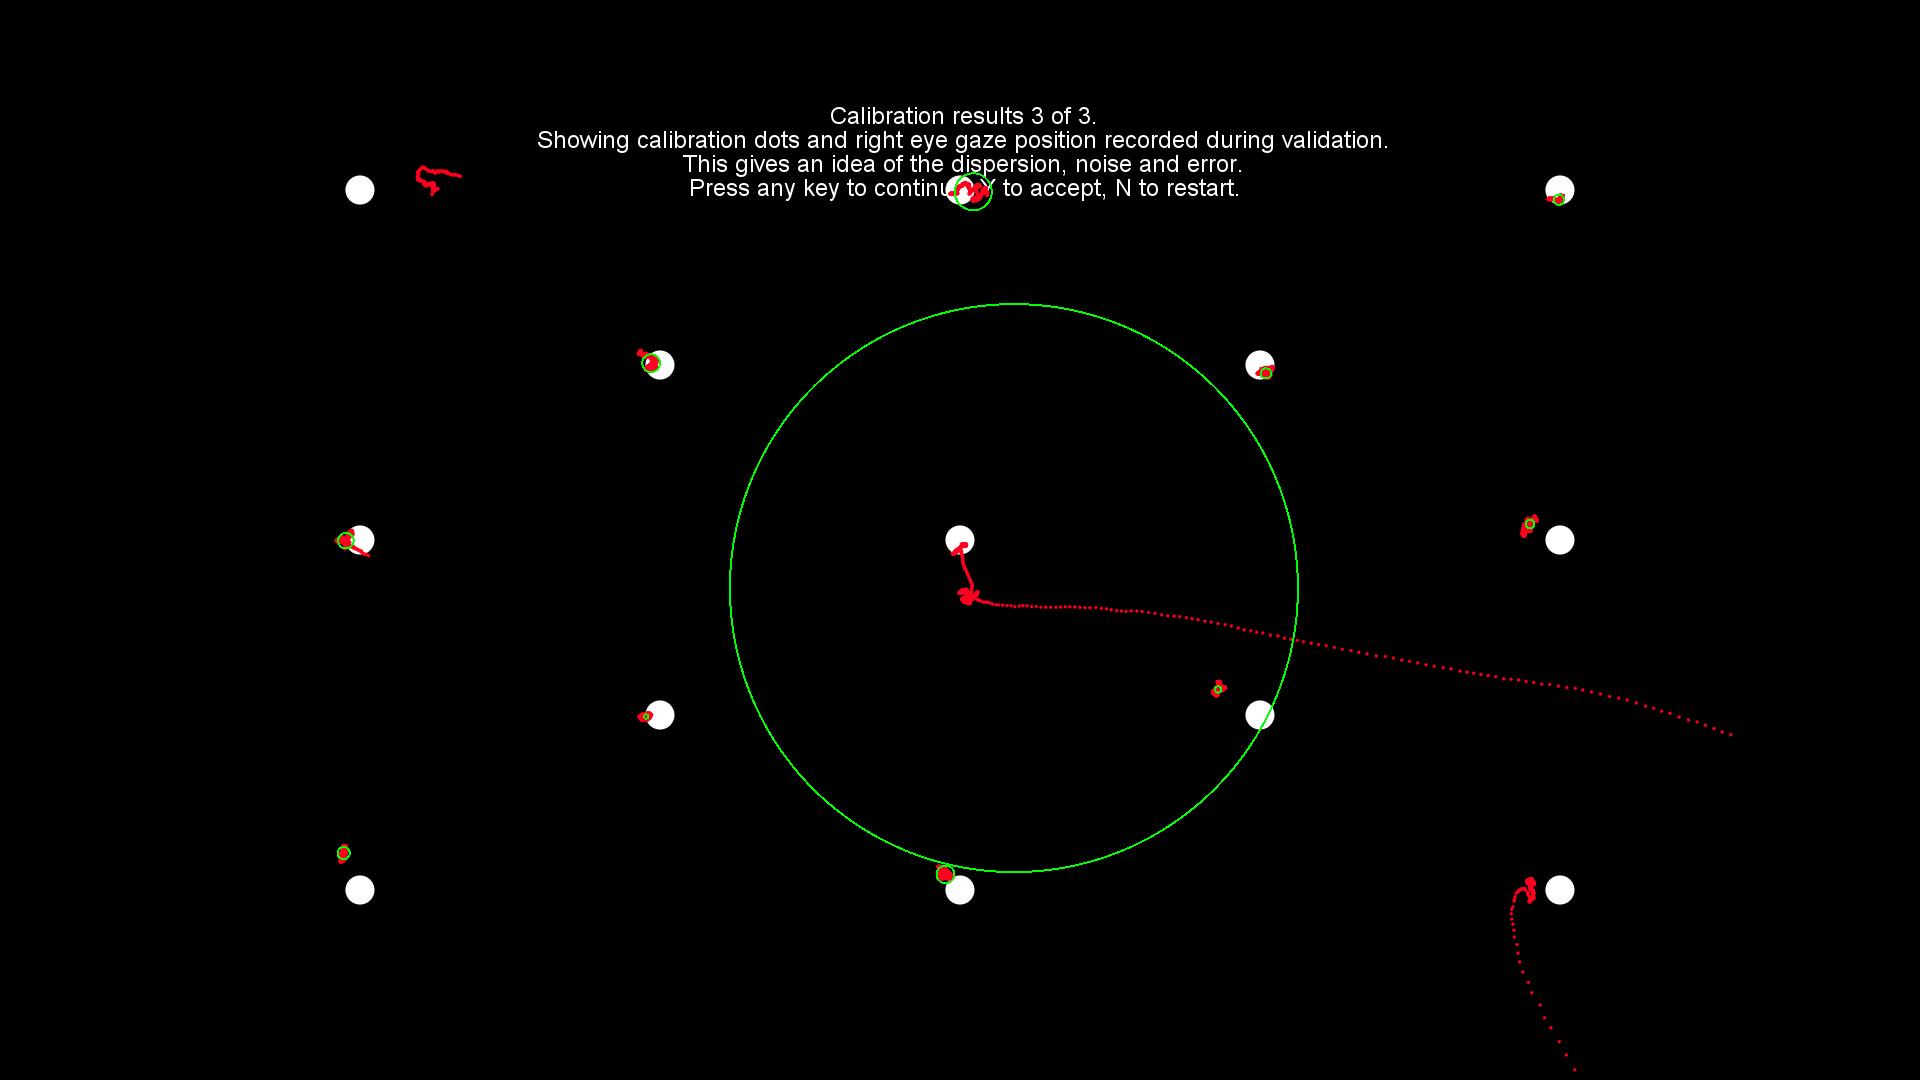 Calibration results 3 of 3.
Showing calibration dots and right eye gaze position recorded during validation.
This gives an idea of the dispersion, noise and error.
Press any key to continu Y to accept, N to restart.